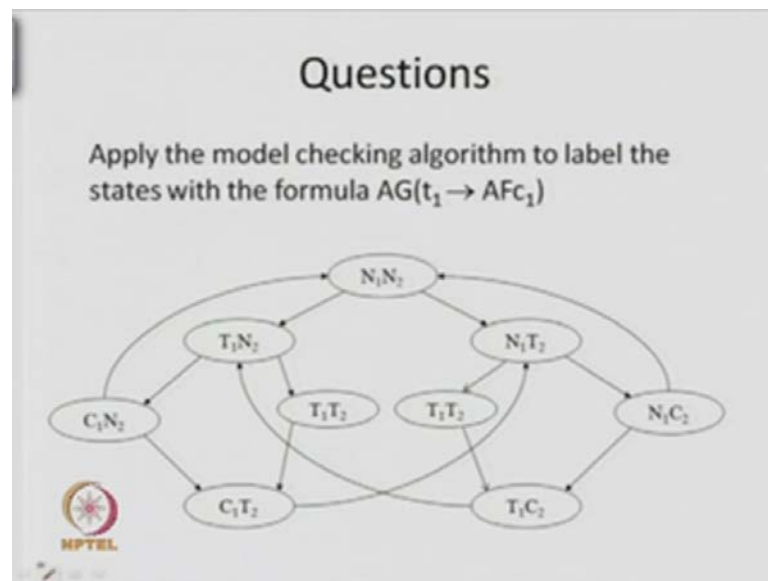 Questions
Apply the model checking algorithm to label the
states with the formula AG(t₁ → AFc₁)
N₁N₂
T₁N₂
N₁T₂
C₁N₂
T₁T₂
T₁T₂
N₁C₂
C₁T₂
T₁C₂
NPTEL